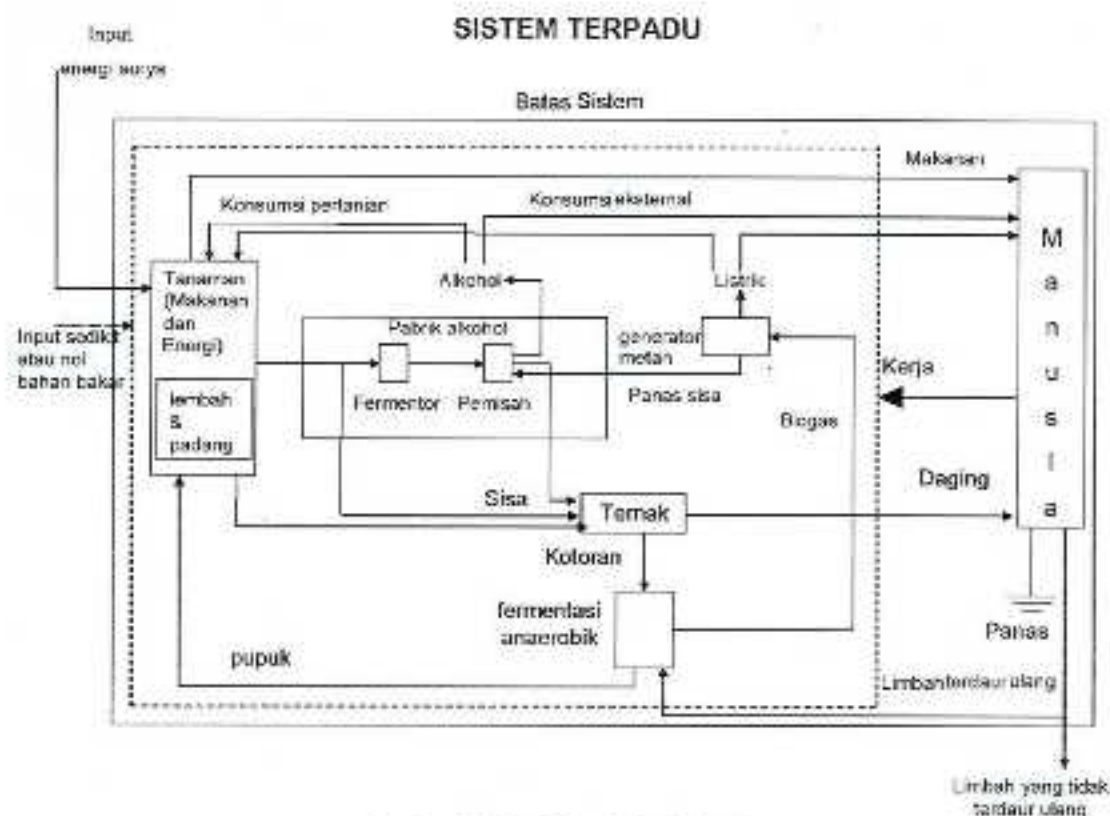 SISTEM TERPADU
Input
energi surya
Batas Sistem
Makanan
Konsumsi pertanian
Konsumsi eksternal
Manusia
Tanaman
(Makanan
dan
Energi)
Alkohol
Listrik
Input sedikit
atau nol
bahan bakar
Pabrik alkohol
generator
metan
Kerja
lembah
&
padang
Fermentor
Pemisah
Panas sisa
Biogas
Daging
Sisa
Ternak
Kotoran
fermentasi
anaerobik
Panas
pupuk
Limbah terdaur ulang
Limbah yang tidak
terdaur ulang